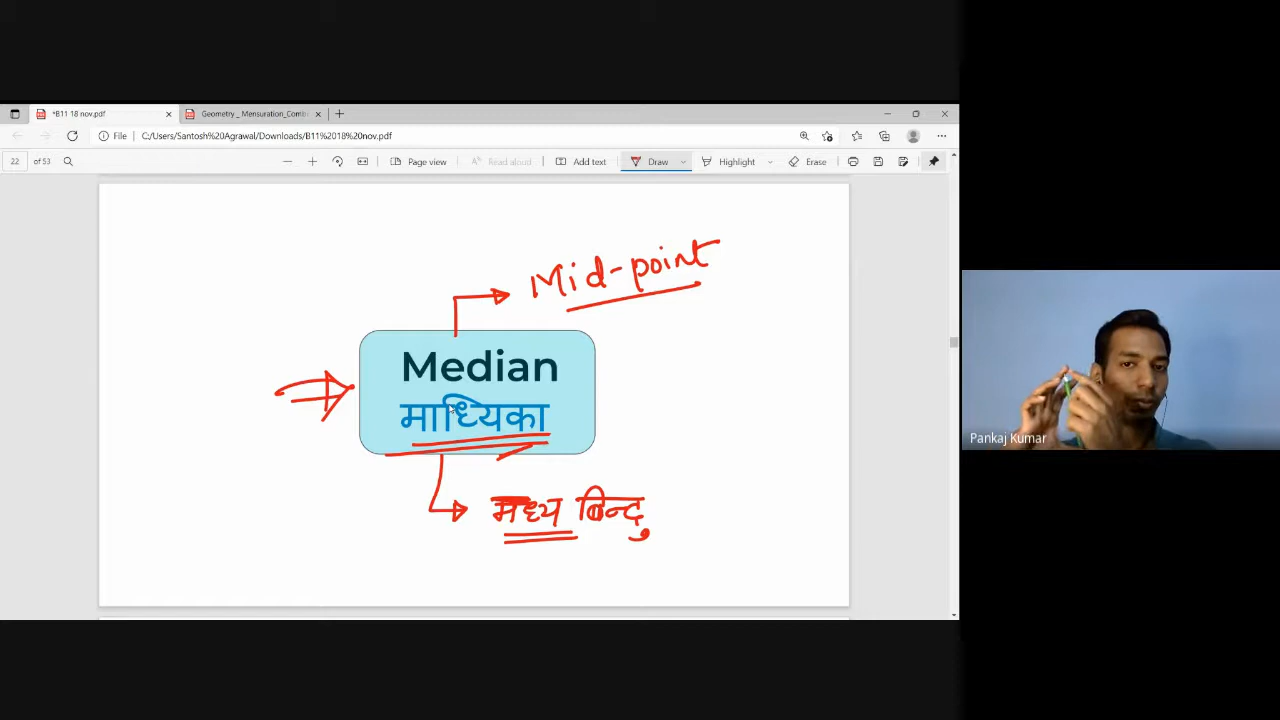 *B11 18 nov.pdf
Geometry _ Mensuration_Comb
File C:/Users/Santosh%20Agrawal/Downloads/B11%2018%20nov.pdf
22 of 53 Page view Read aloud Add text Draw Highlight Erase
Mid-point
Median
माध्यिका
मध्य बिन्दु
Pankaj Kumar